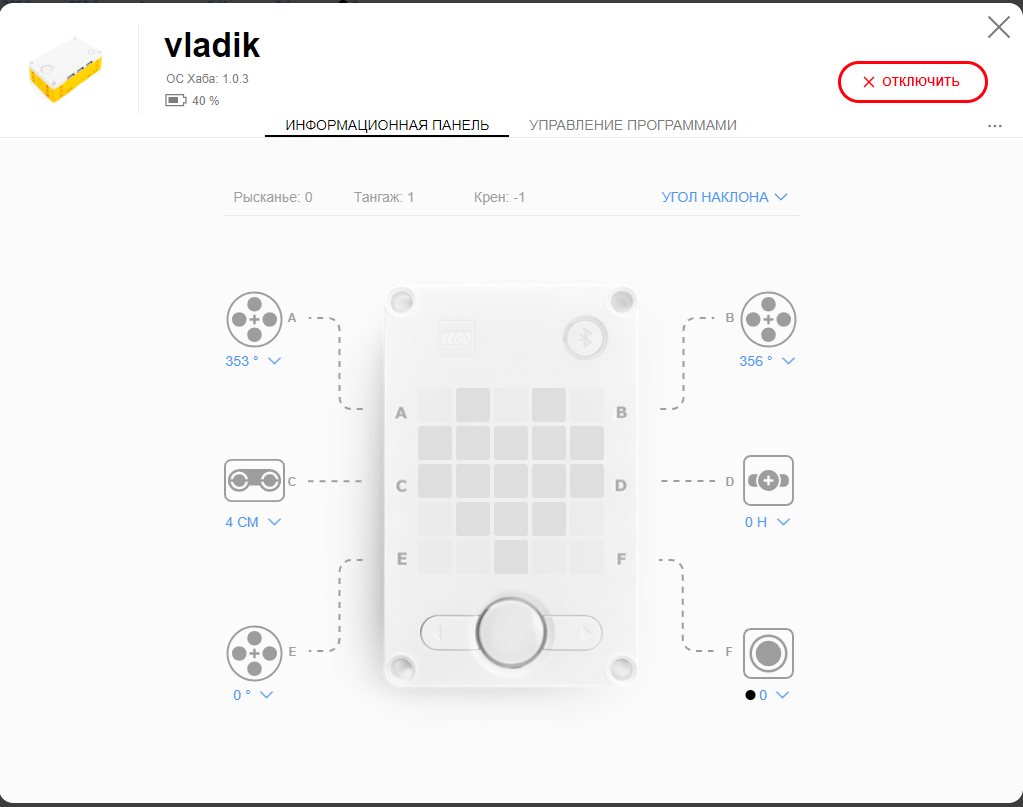 vladik
ОС Хаба: 1.0.3
40 %
ОТКЛЮЧИТЬ
ИНФОРМАЦИОННАЯ ПАНЕЛЬ
УПРАВЛЕНИЕ ПРОГРАММАМИ
Рысканье: 0
Тангаж: 1
Крен: -1
УГОЛ НАКЛОНА
A
353 °
B
356 °
LEGO
A
B
C
4 СМ
C
D
D
0 Н
E
F
E
0 °
F
0